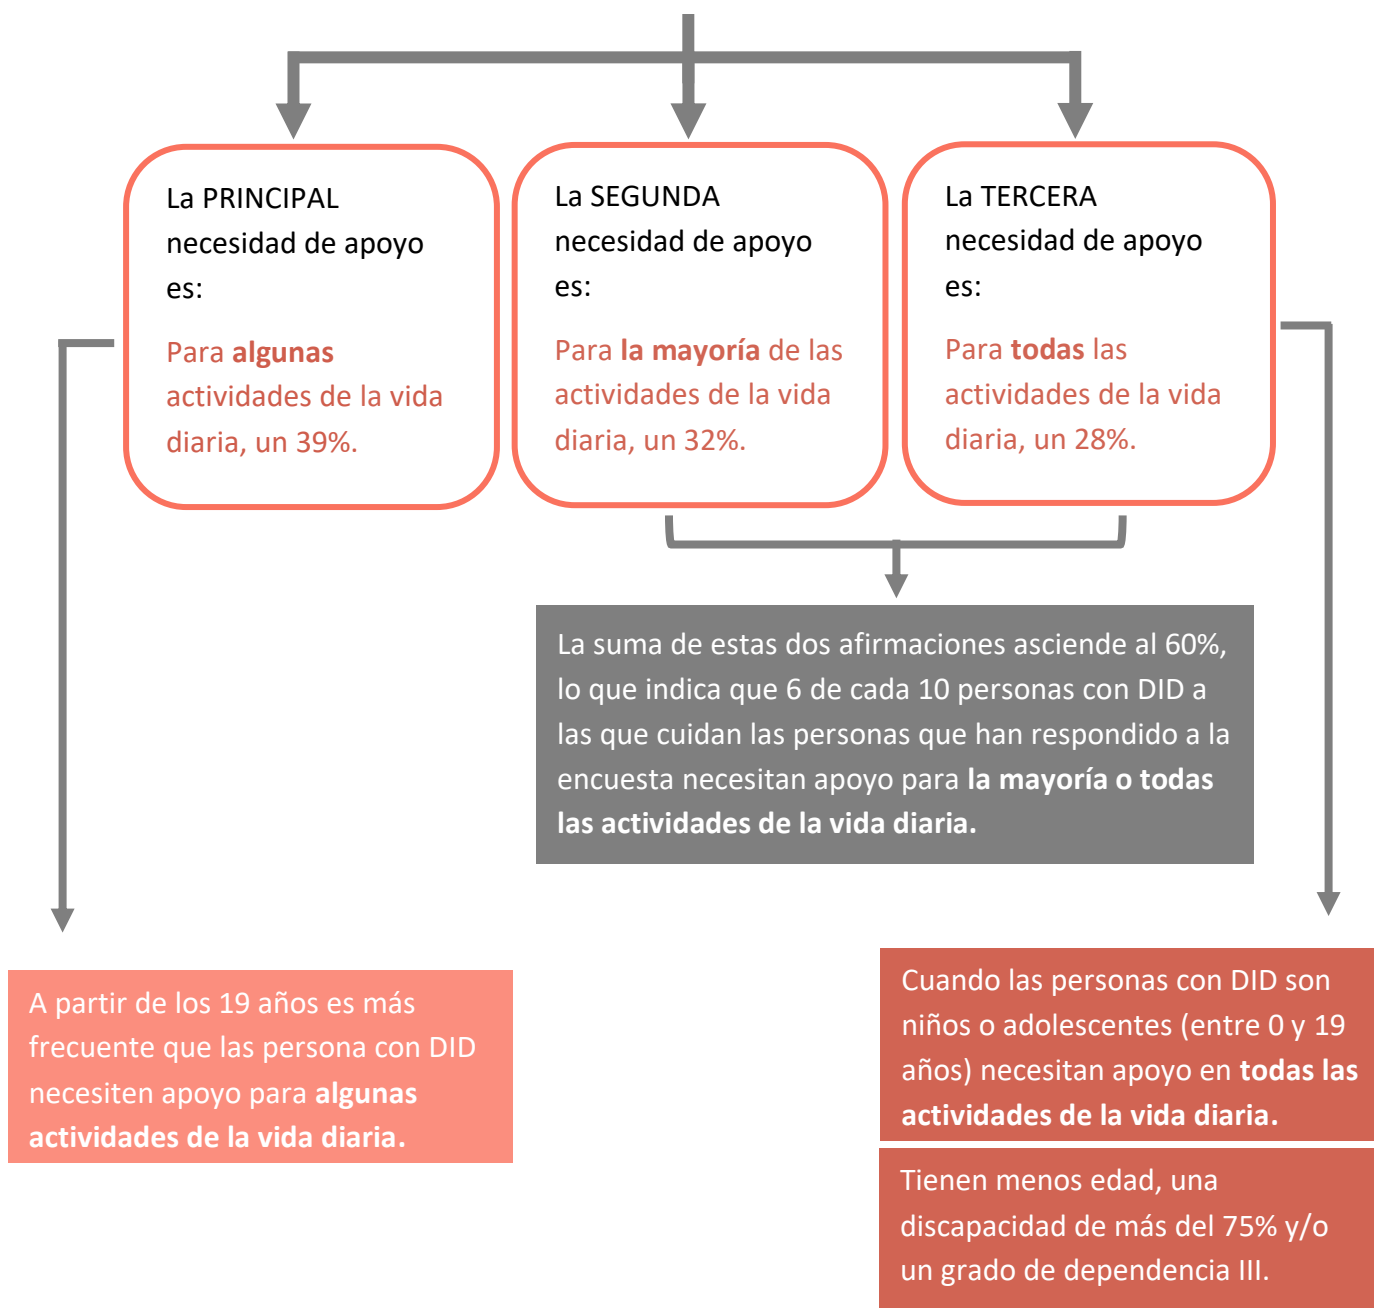 La PRINCIPAL
necesidad de apoyo
es:
Para algunas
actividades de la vida
diaria, un 39%.
La SEGUNDA
necesidad de apoyo
es:
Para la mayoría de las
actividades de la vida
diaria, un 32%.
La TERCERA
necesidad de apoyo
es:
Para todas las
actividades de la vida
diaria, un 28%.
La suma de estas dos afirmaciones asciende al 60%,
lo que indica que 6 de cada 10 personas con DID a
las que cuidan las personas que han respondido a la
encuesta necesitan apoyo para la mayoría o todas
las actividades de la vida diaria.
A partir de los 19 años es más
frecuente que las persona con DID
necesiten apoyo para algunas
actividades de la vida diaria.
Cuando las personas con DID son
niños o adolescentes (entre 0 y 19
años) necesitan apoyo en todas las
actividades de la vida diaria.
Tienen menos edad, una
discapacidad de más del 75% y/o
un grado de dependencia III.